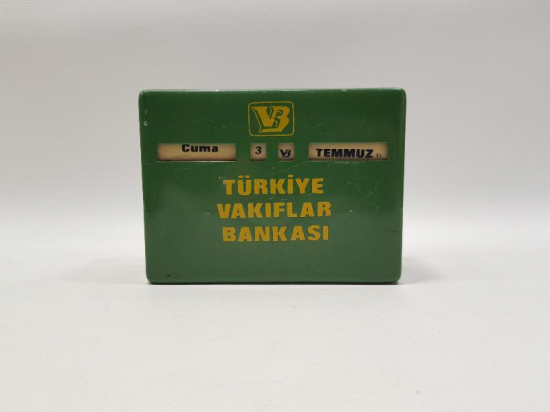 VB
Cuma 3 VB TEMMUZ
TÜRKİYE
VAKIFLAR
BANKASI